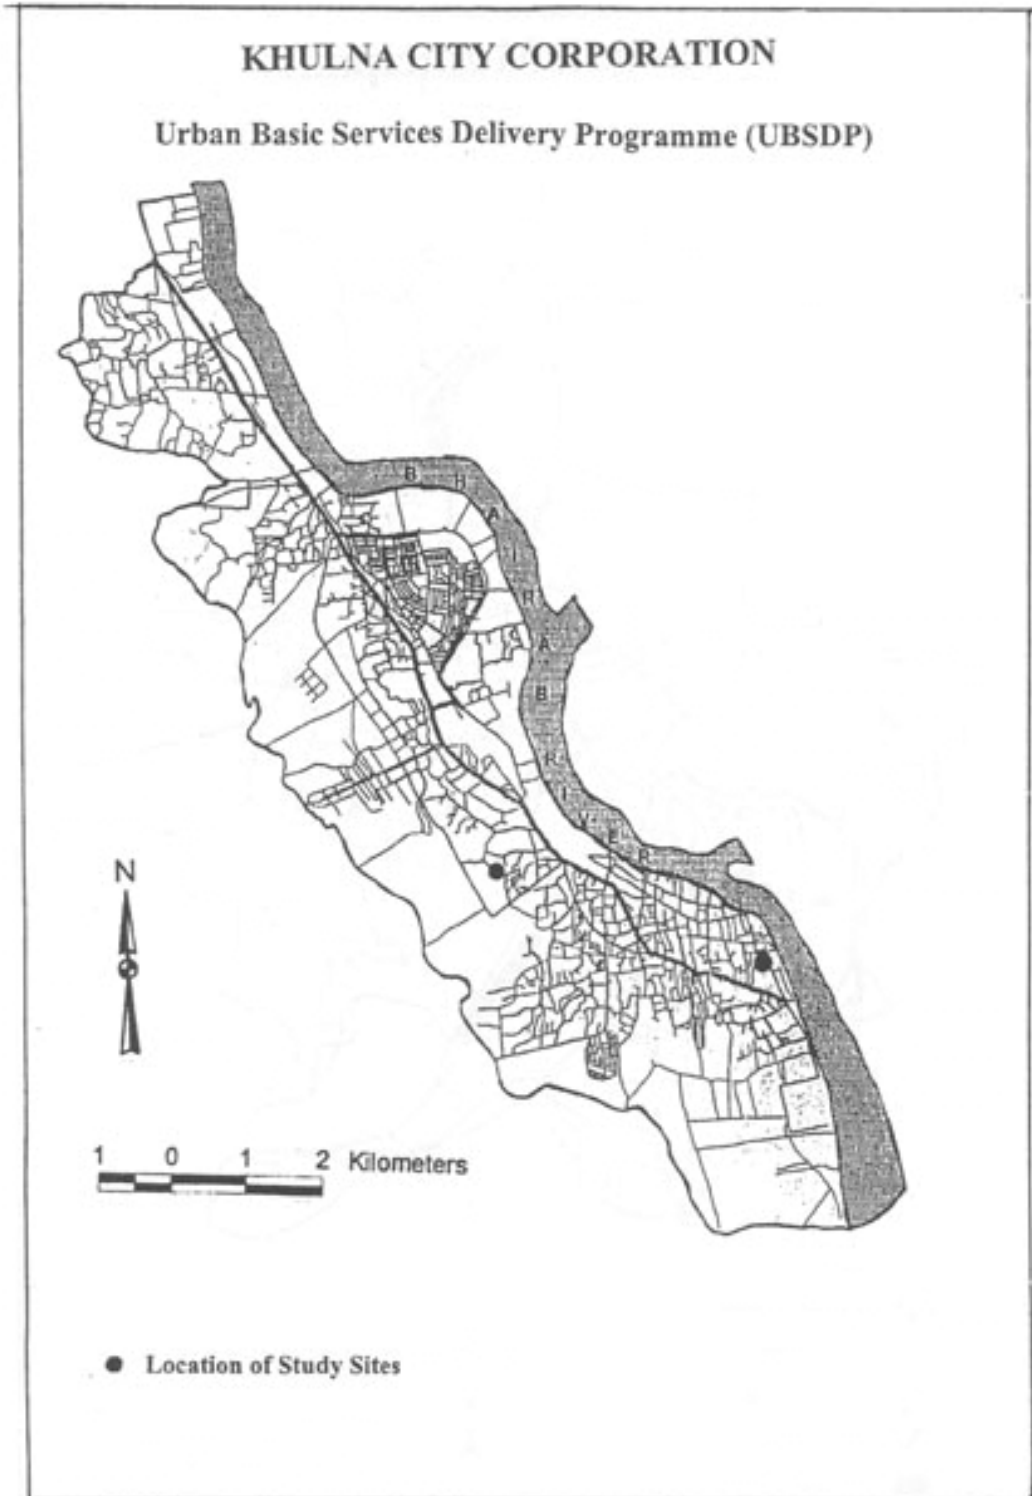 KHULNA CITY CORPORATION
Urban Basic Services Delivery Programme (UBSDP)
B H A I R A B R I V E R
N
1 0 1 2 Kilometers
Location of Study Sites